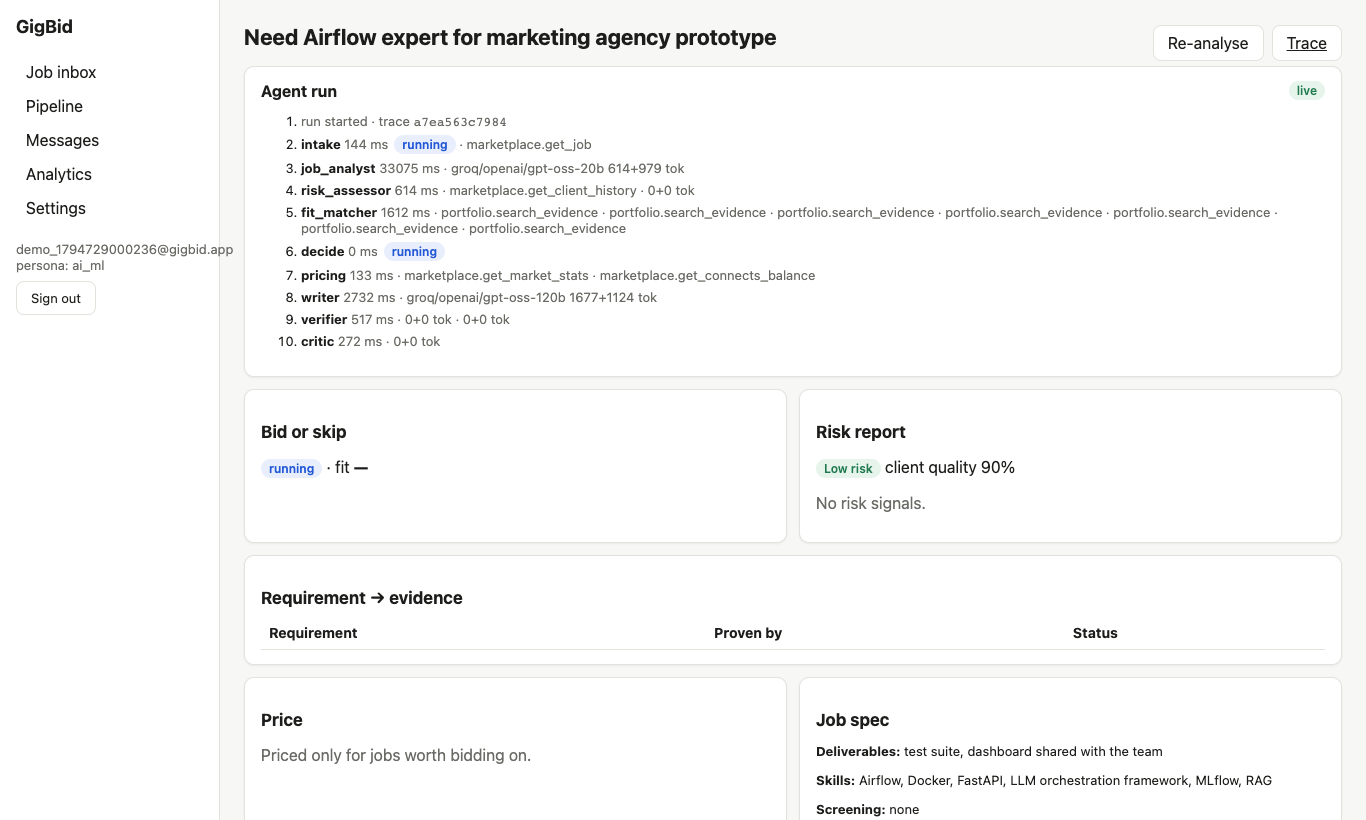 GigBid
Job inbox
Pipeline
Messages
Analytics
Settings
demo_1794729000236@gigbid.app
persona: ai_ml
Sign out
Need Airflow expert for marketing agency prototype
Re-analyse
Trace
Agent run
live
1. run started · trace a7ea563c7984
2. intake 144 ms running · marketplace.get_job
3. job_analyst 33075 ms · groq/openai/gpt-oss-20b 614+979 tok
4. risk_assessor 614 ms · marketplace.get_client_history · 0+0 tok
5. fit_matcher 1612 ms · portfolio.search_evidence · portfolio.search_evidence · portfolio.search_evidence · portfolio.search_evidence · portfolio.search_evidence ·
portfolio.search_evidence · portfolio.search_evidence
6. decide 0 ms running
7. pricing 133 ms · marketplace.get_market_stats · marketplace.get_connects_balance
8. writer 2732 ms · groq/openai/gpt-oss-120b 1677+1124 tok
9. verifier 517 ms · 0+0 tok · 0+0 tok
10. critic 272 ms · 0+0 tok
Bid or skip
running · fit —
Risk report
Low risk client quality 90%
No risk signals.
Requirement → evidence
Requirement Proven by Status
Price
Priced only for jobs worth bidding on.
Job spec
Deliverables: test suite, dashboard shared with the team
Skills: Airflow, Docker, FastAPI, LLM orchestration framework, MLflow, RAG
Screening: none